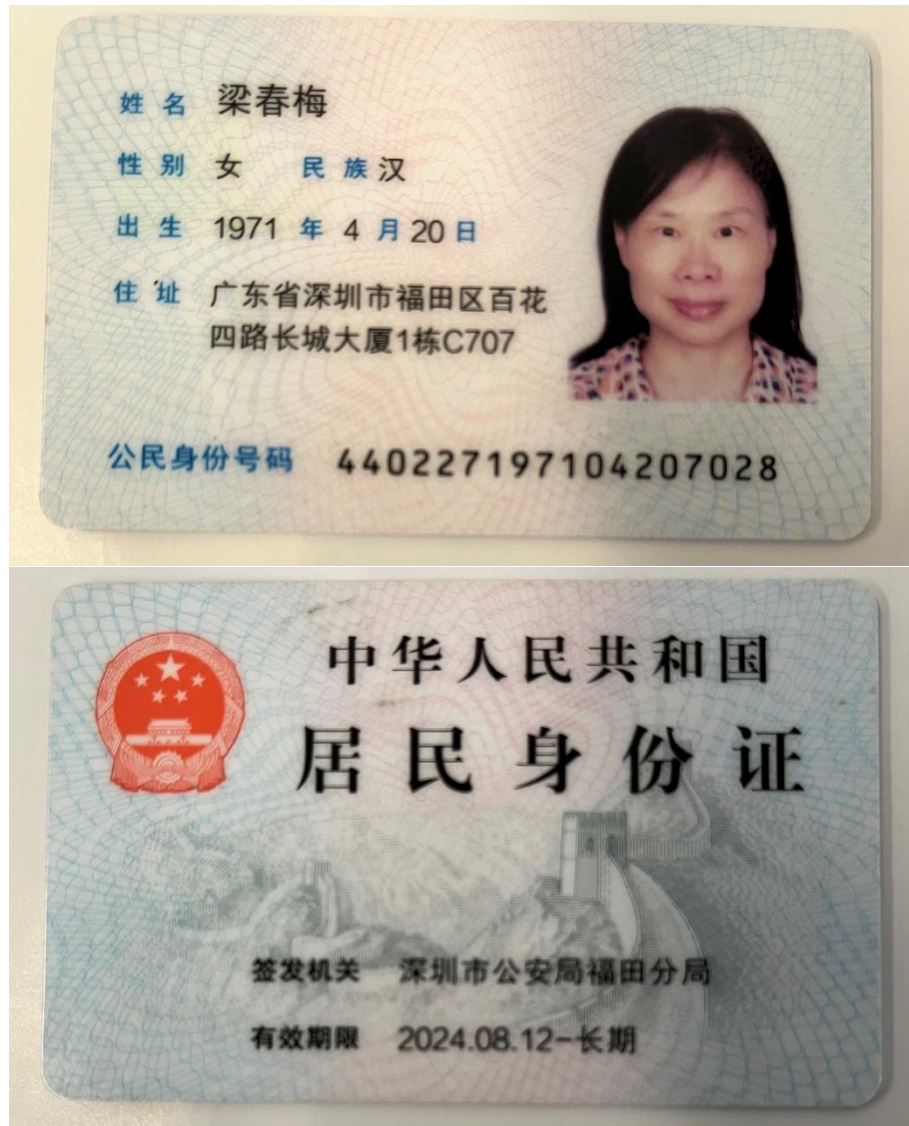 姓名 梁春梅
性别 女 民族 汉
出生 1971 年 4 月 20 日
住址 广东省深圳市福田区百花
四路长城大厦1栋C707
公民身份号码 440227197104207028
中华人民共和国
居民身份证
签发机关 深圳市公安局福田分局
有效期限 2024.08.12-长期